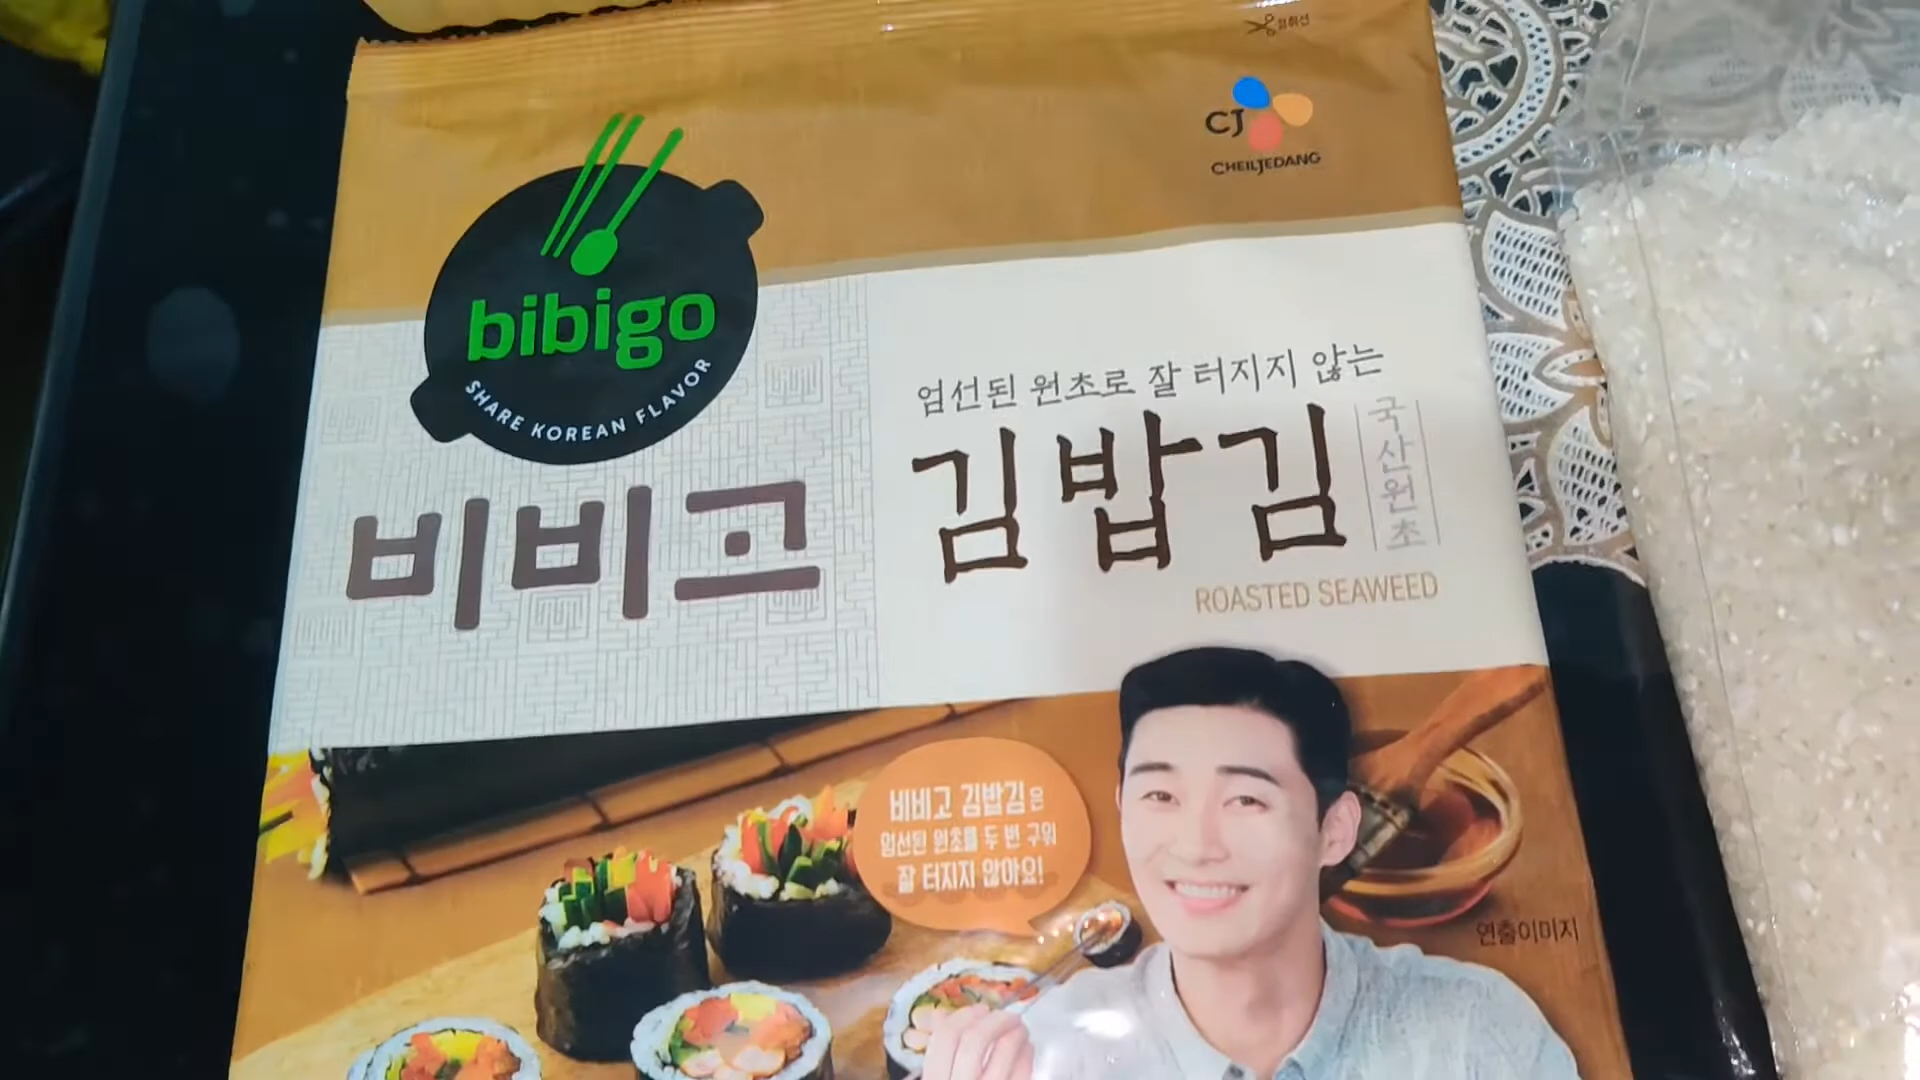 절취선
CJ
CHEILJEDANG
bibigo
SHARE KOREAN FLAVOR
비비고
엄선된 원초로 잘 터지지 않는
김밥김
국산원초
ROASTED SEAWEED
비비고 김밥김은
엄선된 원초를 두 번 구워
잘 터지지 않아요!
연출이미지